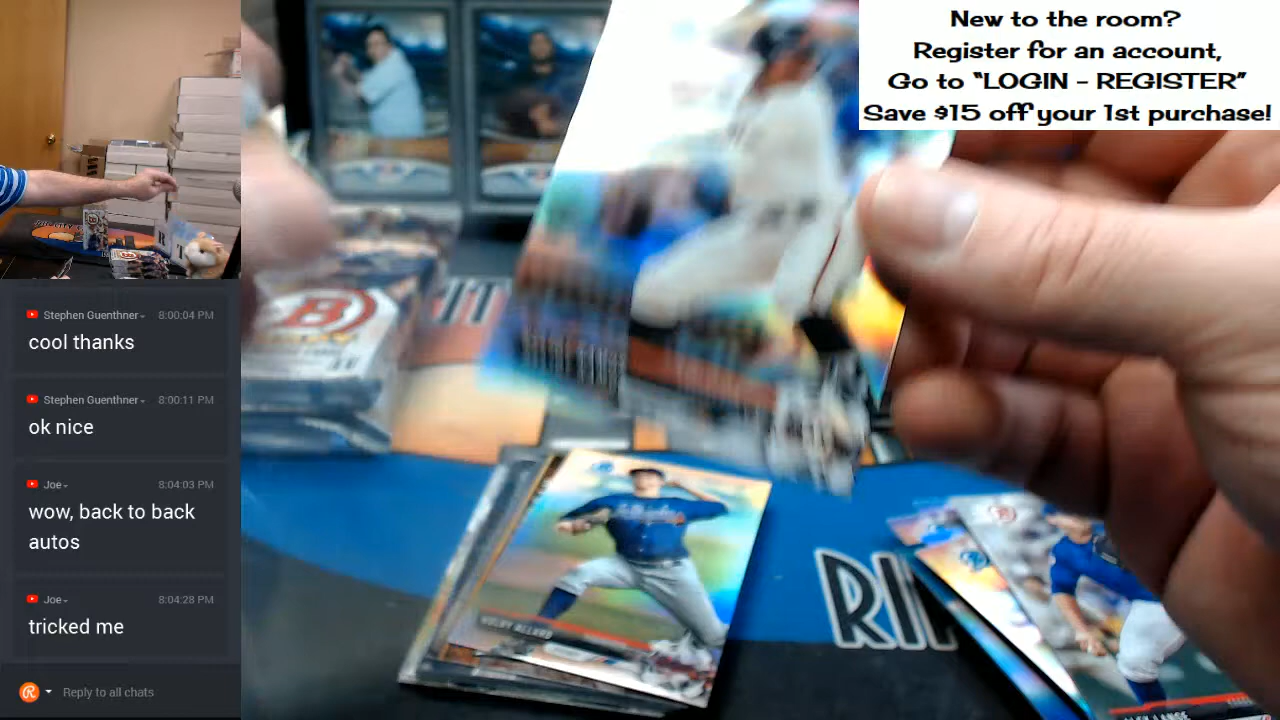 New to the room?
Register for an account,
Go to “LOGIN - REGISTER”
Save $15 off your 1st purchase!
Stephen Guenthner
8:00:04 PM
cool thanks
Stephen Guenthner
8:00:11 PM
ok nice
Joe
8:04:03 PM
wow, back to back
autos
Joe
8:04:28 PM
tricked me
Reply to all chats
KOLBY ALLARD
B